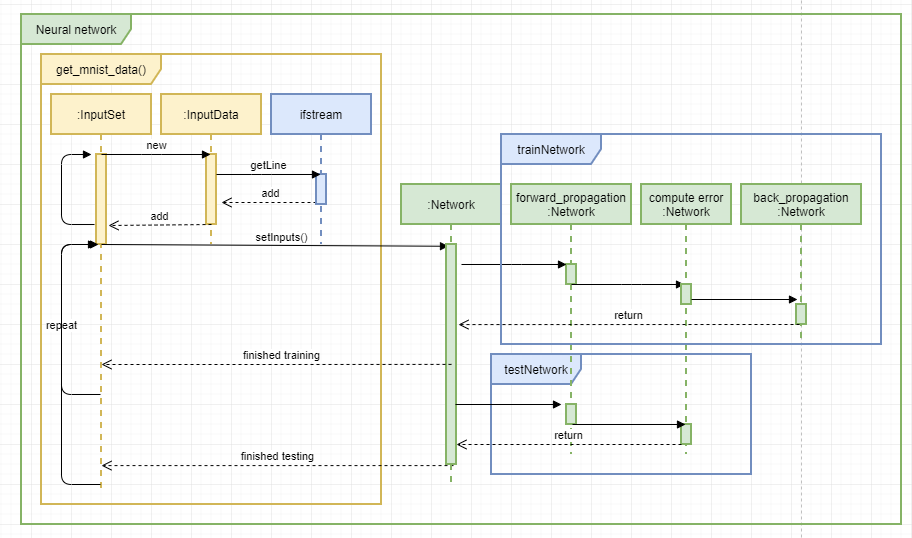 Neural network
get_mnist_data()
:InputSet
:InputData
ifstream
new
getLine
add
add
trainNetwork
:Network
forward_propagation
:Network
compute error
:Network
back_propagation
:Network
setInputs()
return
repeat
finished training
testNetwork
return
finished testing